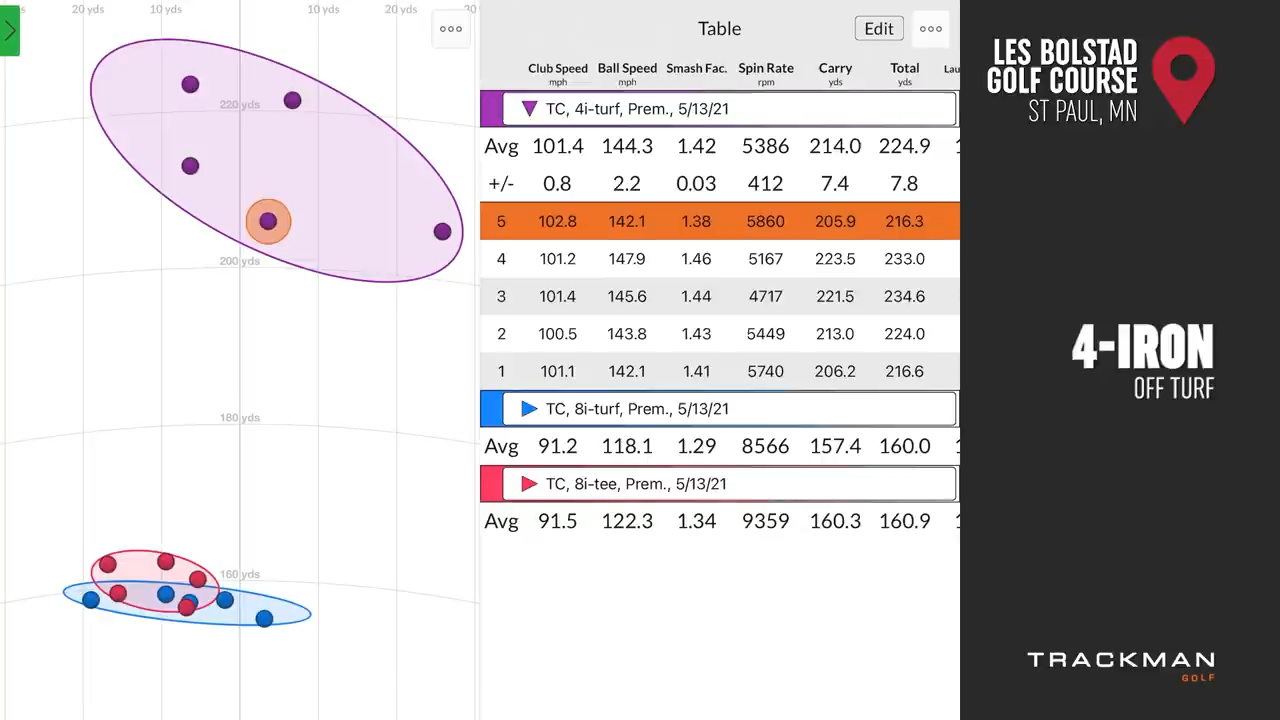 20 yds 10 yds 10 yds 20 yds
220 yds
200 yds
180 yds
160 yds
Table
Edit
Club Speed Ball Speed Smash Fac. Spin Rate Carry Total
mph mph rpm yds yds
TC, 4i-turf, Prem., 5/13/21
Avg 101.4 144.3 1.42 5386 214.0 224.9
+/- 0.8 2.2 0.03 412 7.4 7.8
5 102.8 142.1 1.38 5860 205.9 216.3
4 101.2 147.9 1.46 5167 223.5 233.0
3 101.4 145.6 1.44 4717 221.5 234.6
2 100.5 143.8 1.43 5449 213.0 224.0
1 101.1 142.1 1.41 5740 206.2 216.6
TC, 8i-turf, Prem., 5/13/21
Avg 91.2 118.1 1.29 8566 157.4 160.0
TC, 8i-tee, Prem., 5/13/21
Avg 91.5 122.3 1.34 9359 160.3 160.9
LES BOLSTAD
GOLF COURSE
ST PAUL, MN
4-IRON
OFF TURF
TRACKMAN
GOLF